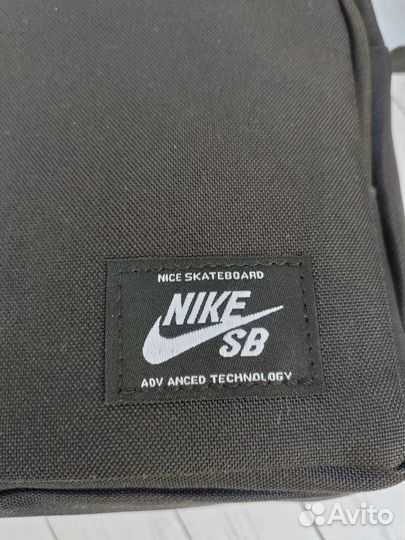 NICE SKATEBOARD
NIKE
SB
ADV ANCED TECHNOLOGY
Avito